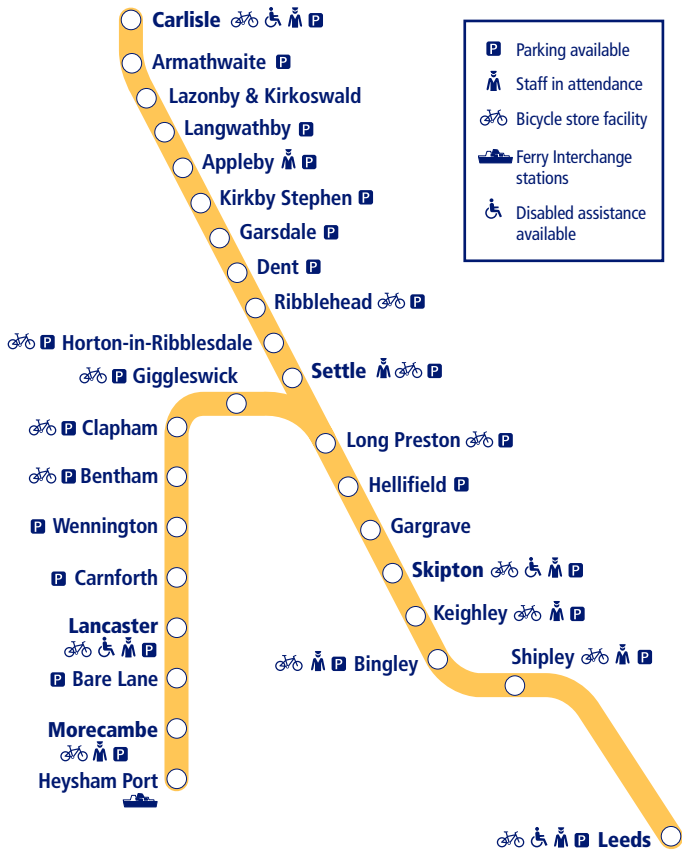 Carlisle
Armathwaite
Lazonby & Kirkoswald
Langwathby
Appleby
Kirkby Stephen
Garsdale
Dent
Ribblehead
Horton-in-Ribblesdale
Settle
Giggleswick
Clapham
Bentham
Wennington
Carnforth
Lancaster
Bare Lane
Morecambe
Heysham Port
Long Preston
Hellifield
Gargrave
Skipton
Keighley
Bingley
Shipley
Leeds
P Parking available
Staff in attendance
Bicycle store facility
Ferry Interchange
stations
Disabled assistance
available